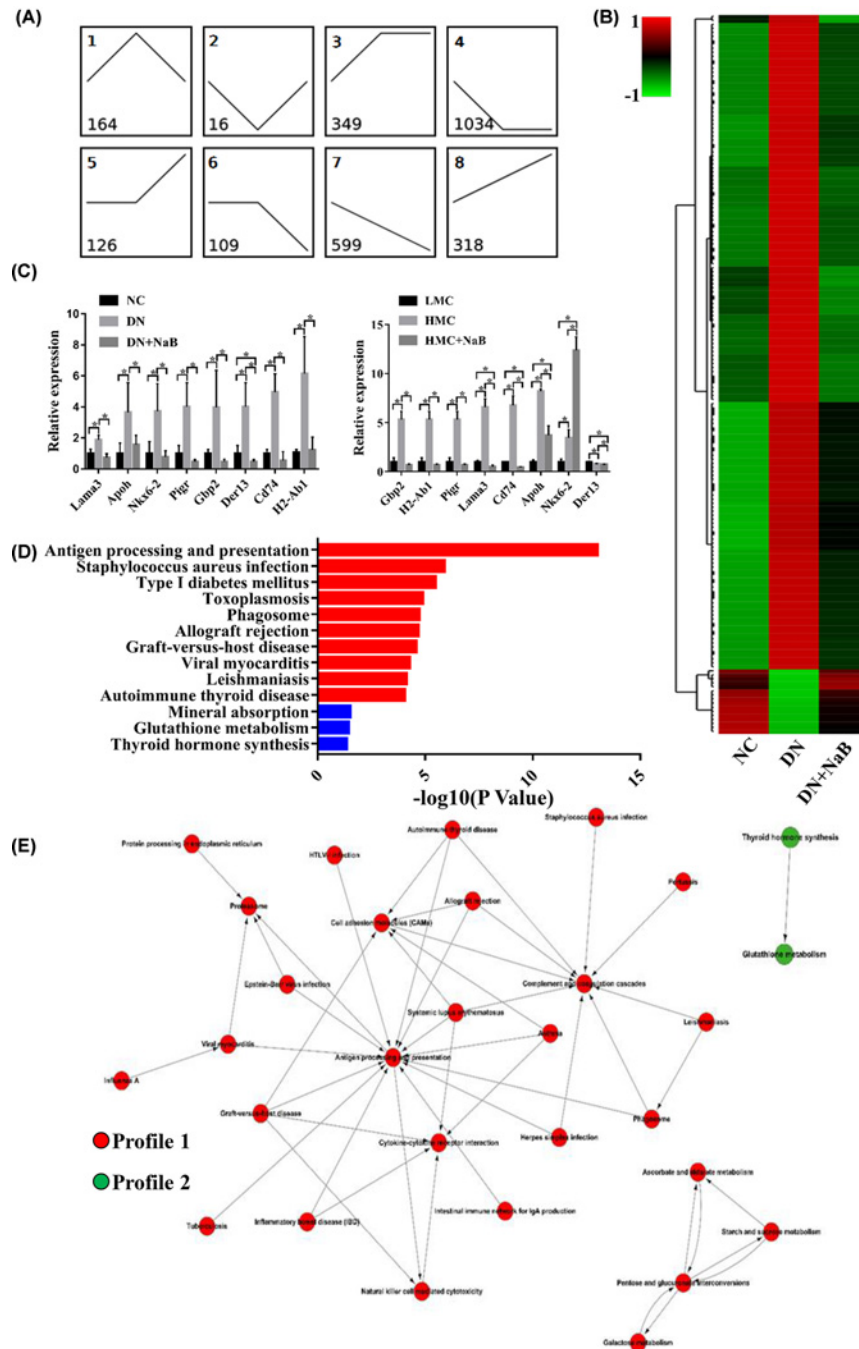 (A)
1
164
2
16
3
349
4
1034
5
126
6
109
7
599
8
318
(B)
1
-1
NC
DN
DN+NaB
(C)
NC
DN
DN+NaB
Relative expression
10
8
6
4
2
0
* * * * * * * * * * * * * * * * *
Lama3
Apoh
Nkx6-2
Pigr
Gbp2
Der13
Cd74
H2-Ab1
LMC
HMC
HMC+NaB
Relative expression
15
10
5
0
Gbp2
H2-Ab1
Pigr
Lama3
Cd74
Apoh
Nkx6-2
Der13
(D)
Antigen processing and presentation
Staphylococcus aureus infection
Type I diabetes mellitus
Toxoplasmosis
Phagosome
Allograft rejection
Graft-versus-host disease
Viral myocarditis
Leishmaniasis
Autoimmune thyroid disease
Mineral absorption
Glutathione metabolism
Thyroid hormone synthesis
0
5
10
15
-log10(P Value)
(E)
Staphylococcus aureus infection
Autoimmune thyroid disease
Protein processing in endoplasmic reticulum
Thyroid hormone synthesis
HTLV-I infection
Pertussis
Allograft rejection
Proteasome
Cell adhesion molecules (CAMs)
Glutathione metabolism
Epstein-Barr virus infection
Complement and coagulation cascades
Systemic lupus erythematosus
Leishmaniasis
Asthma
Viral myocarditis
Antigen processing and presentation
Influenza A
Graft-versus-host disease
Phagosome
Profile 1
Cytokine-cytokine receptor interaction
Herpes simplex infection
Profile 2
Ascorbate and aldarate metabolism
Intestinal immune network for IgA production
Tuberculosis
Inflammatory bowel disease (IBD)
Starch and sucrose metabolism
Pentose and glucuronate interconversions
Natural killer cell mediated cytotoxicity
Galactose metabolism